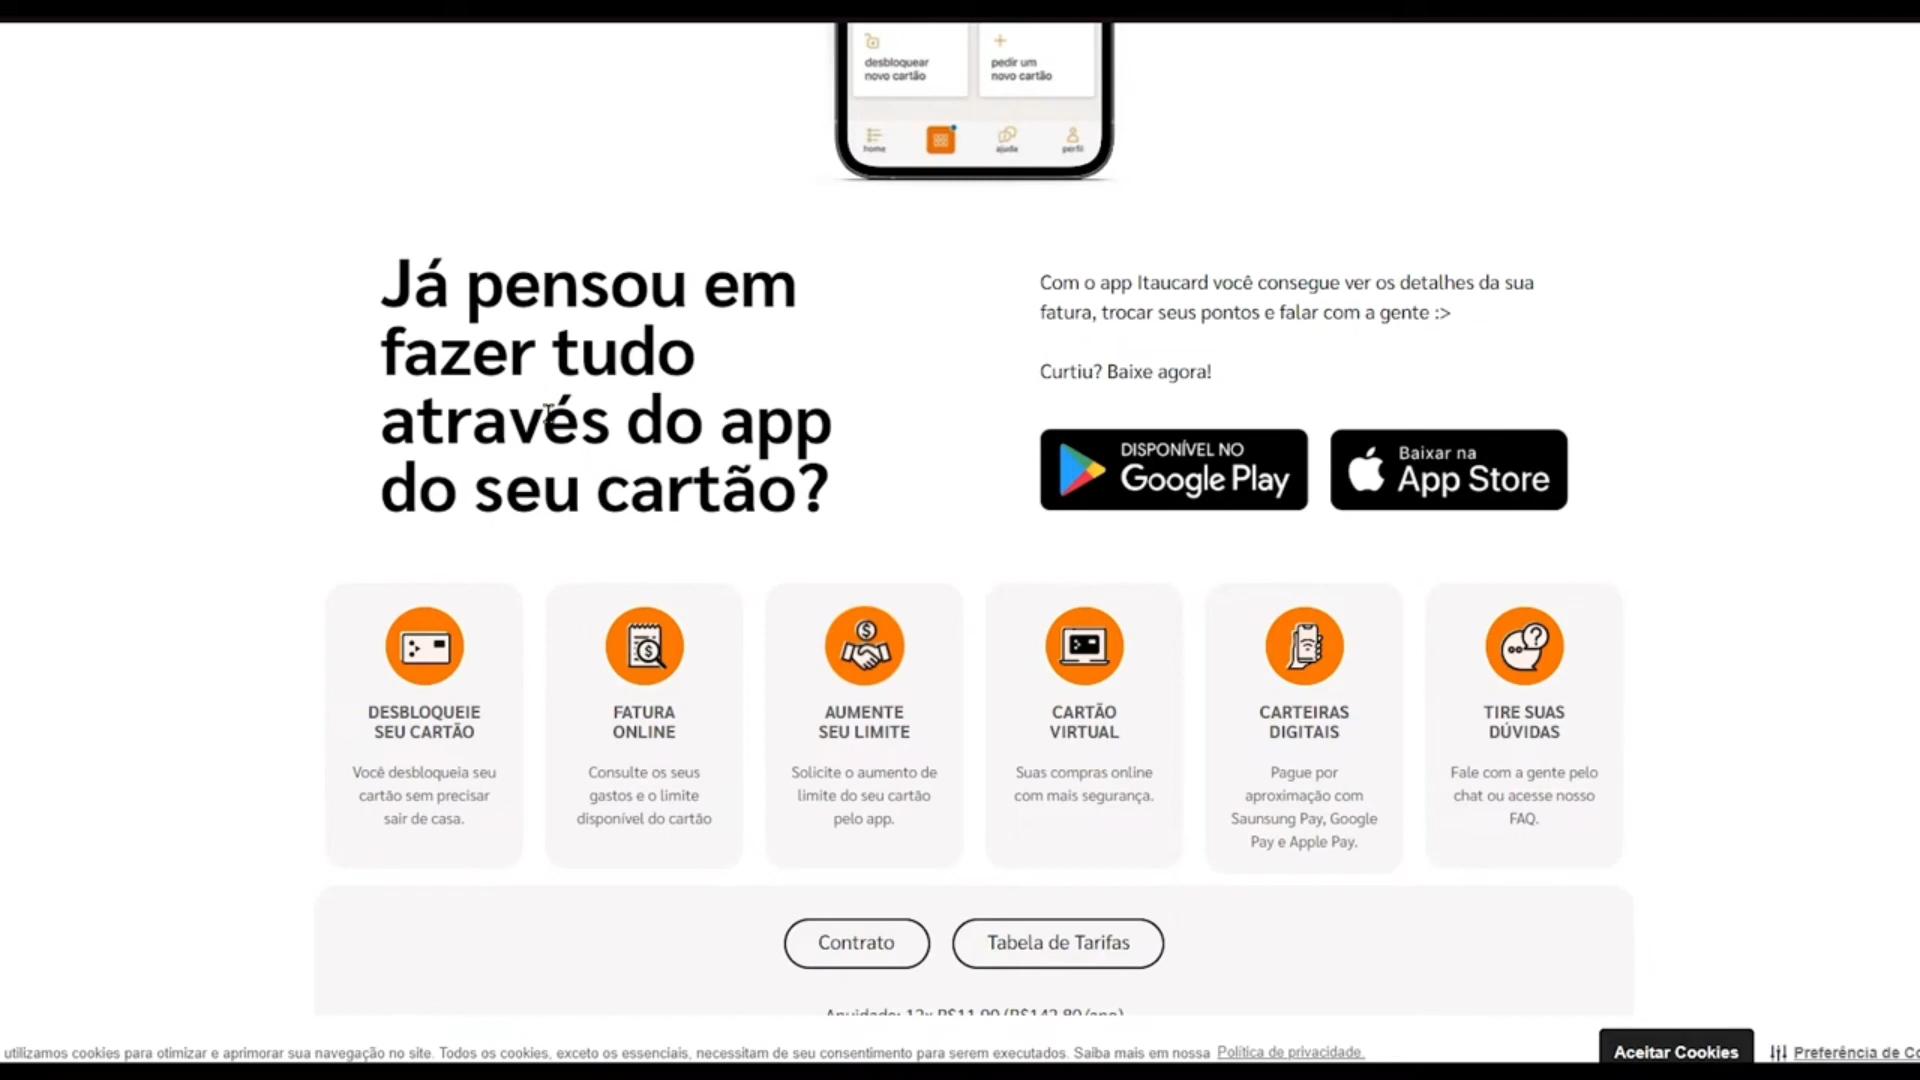 desbloquear
novo cartão
pedir um
novo cartão
home
ajuda
perfil
Já pensou em
fazer tudo
através do app
do seu cartão?
Com o app Itaucard você consegue ver os detalhes da sua
fatura, trocar seus pontos e falar com a gente :>
Curtiu? Baixe agora!
DISPONÍVEL NO
Google Play
Baixar na
App Store
DESBLOQUEIE
SEU CARTÃO
Você desbloqueia seu
cartão sem precisar
sair de casa.
FATURA
ONLINE
Consulte os seus
gastos e o limite
disponível do cartão
AUMENTE
SEU LIMITE
Solicite o aumento de
limite do seu cartão
pelo app.
CARTÃO
VIRTUAL
Suas compras online
com mais segurança.
CARTEIRAS
DIGITAIS
Pague por
aproximação com
Saunsung Pay, Google
Pay e Apple Pay.
TIRE SUAS
DÚVIDAS
Fale com a gente pelo
chat ou acesse nosso
FAQ.
Contrato
Tabela de Tarifas
Anuidade: 12x
utilizamos cookies para otimizar e aprimorar sua navegação no site. Todos os cookies, exceto os essenciais, necessitam de seu consentimento para serem executados. Saiba mais em nossa Política de privacidade.
Aceitar Cookies
Preferência de